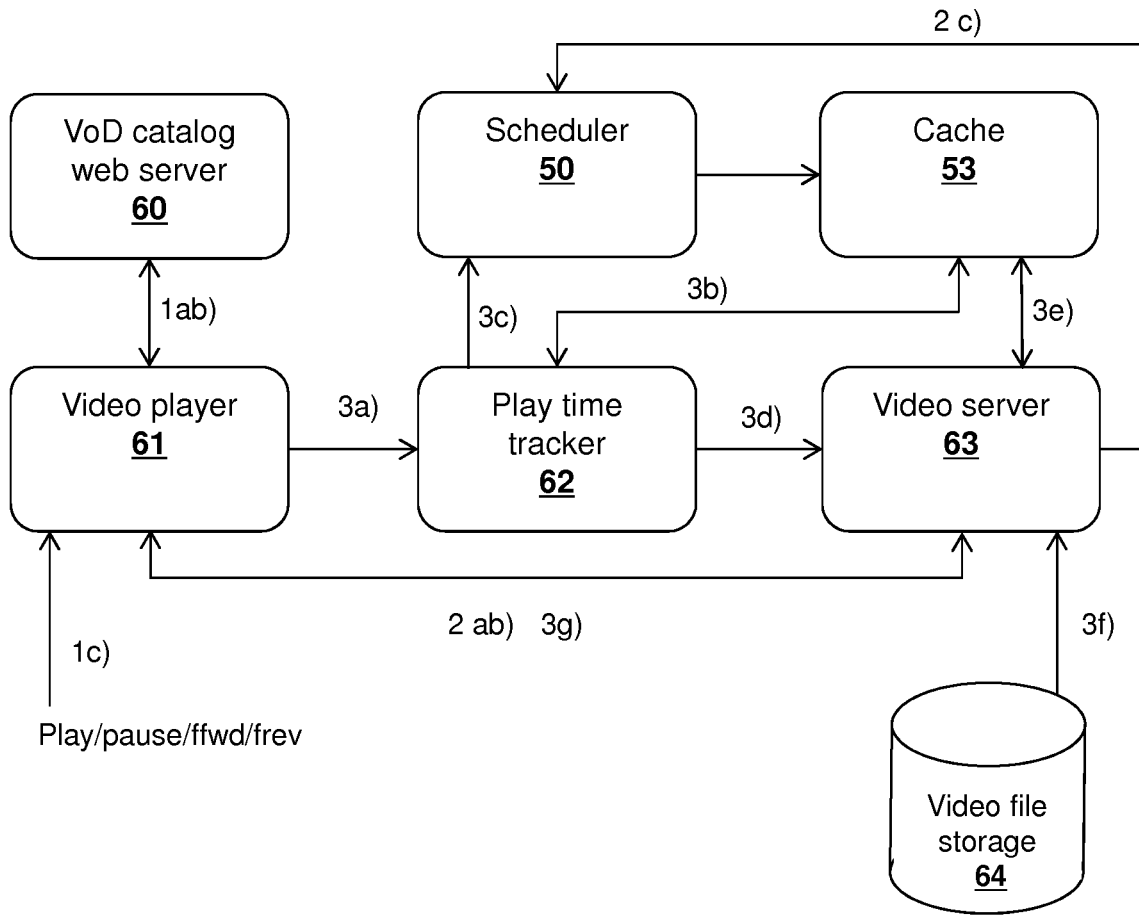 2 c)
VoD catalog
web server
60
Scheduler
50
Cache
53
1ab)
3c)
3b)
3e)
Video player
61
3a)
Play time
tracker
62
3d)
Video server
63
2 ab) 3g)
1c)
3f)
Play/pause/ffwd/frev
Video file
storage
64